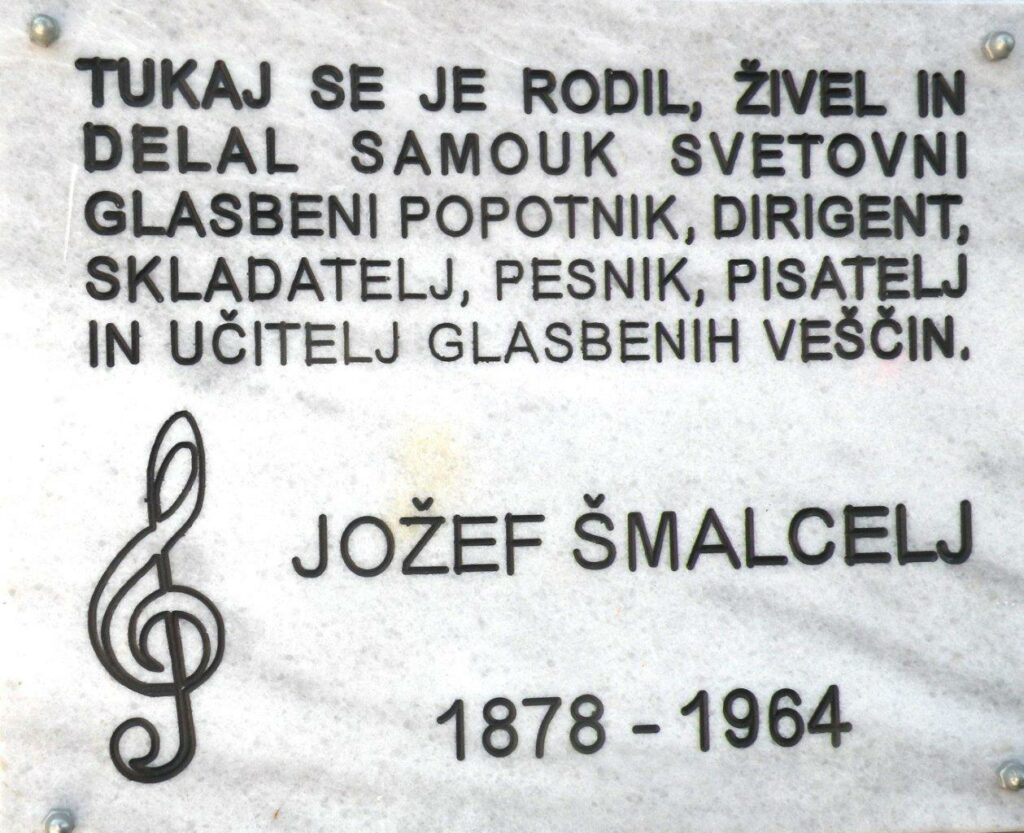 TUKAJ SE JE RODIL, ŽIVEL IN
DELAL SAMOUK SVETOVNI
GLASBENI POPOTNIK, DIRIGENT,
SKLADATELJ, PESNIK, PISATELJ
IN UČITELJ GLASBENIH VEŠČIN.
JOŽEF ŠMALCELJ
1878 - 1964